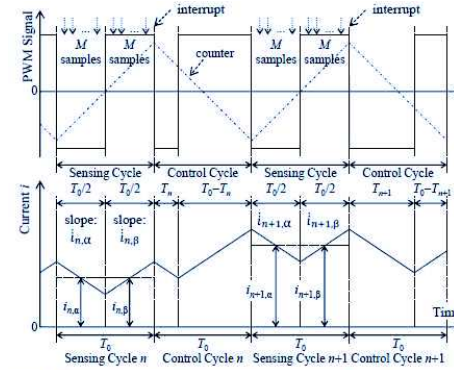 interrupt
interrupt
... ... ... ...
M samples
M samples
counter
M samples
M samples
PWM Signal
0
Sensing Cycle
Control Cycle
Sensing Cycle
Control Cycle
T0/2
T0/2
Tn
T0-Tn
T0/2
T0/2
Tn+1
T0-Tn+1
Current i
slope:
slope:
in,α
in,β
in+1,α
in+1,β
in,α
in,β
in+1,α
in+1,β
0
Tim
T0
T0
T0
T0
Sensing Cycle n
Control Cycle n
Sensing Cycle n+1
Control Cycle n+1